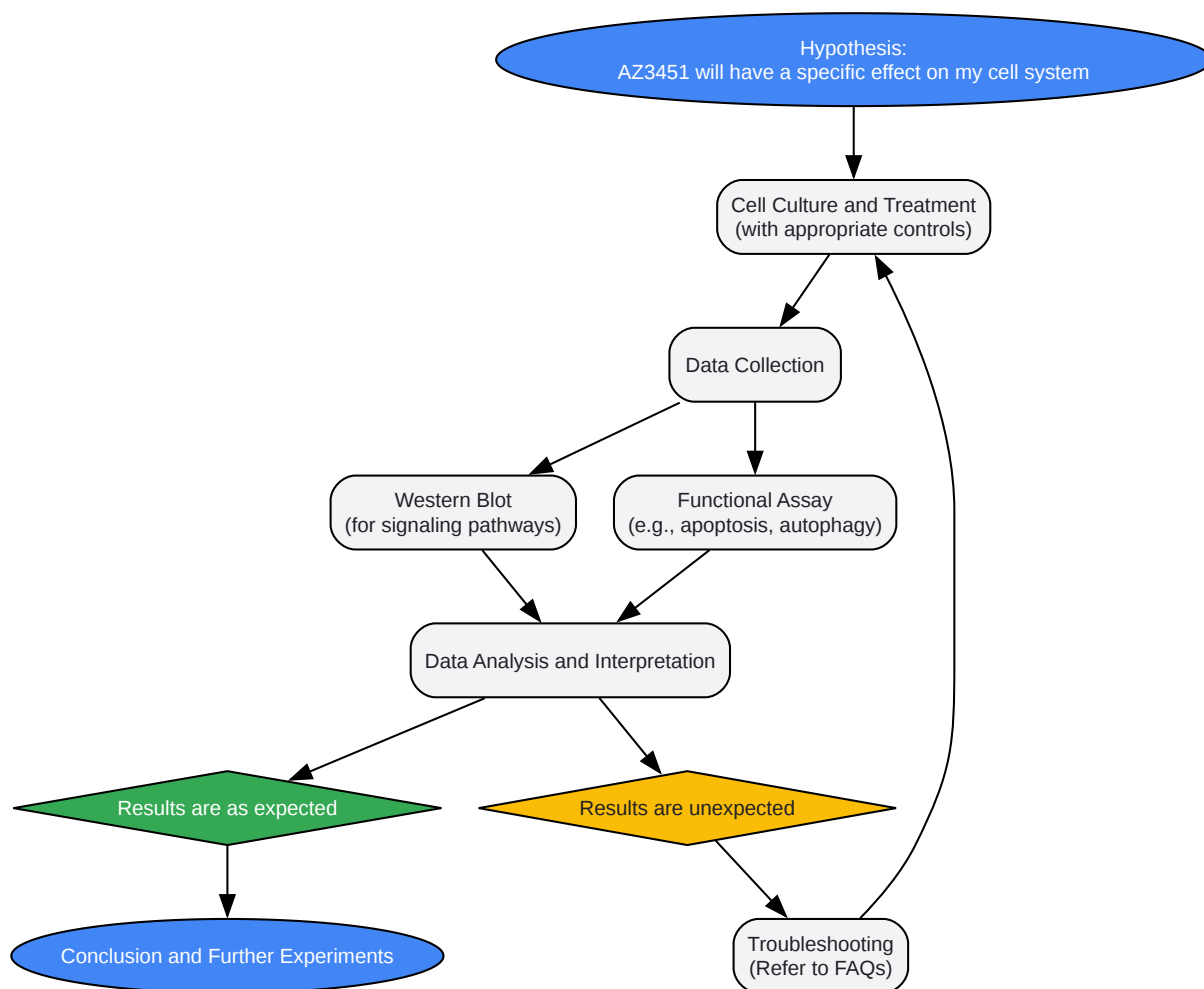 Hypothesis:
AZ3451 will have a specific effect on my cell system
Cell Culture and Treatment
(with appropriate controls)
Data Collection
Western Blot
(for signaling pathways)
Functional Assay
(e.g., apoptosis, autophagy)
Data Analysis and Interpretation
Results are as expected
Results are unexpected
Conclusion and Further Experiments
Troubleshooting
(Refer to FAQs)